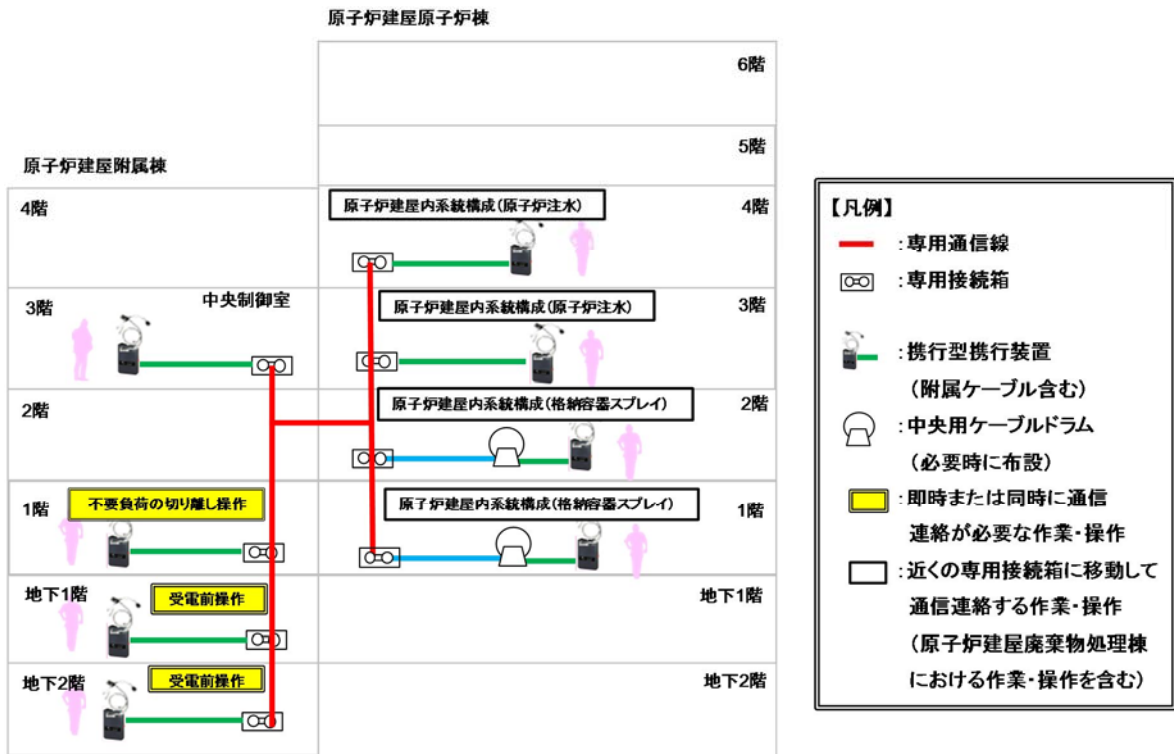 原子炉建屋原子炉棟
6階
5階
原子炉建屋附属棟
4階
原子炉建屋内系統構成(原子炉注水)
4階
3階
中央制御室
原子炉建屋内系統構成(原子炉注水)
3階
2階
原子炉建屋内系統構成(格納容器スプレイ)
2階
1階
不要負荷の切り離し操作
原子炉建屋内系統構成(格納容器スプレイ)
1階
地下1階
受電前操作
地下1階
地下2階
受電前操作
地下2階
【凡例】
:専用通信線
:専用接続箱
:携行型携行装置
(附属ケーブル含む)
:中央用ケーブルドラム
(必要時に布設)
:即時または同時に通信
連絡が必要な作業・操作
:近くの専用接続箱に移動して
通信連絡する作業・操作
(原子炉建屋廃棄物処理棟
における作業・操作を含む)